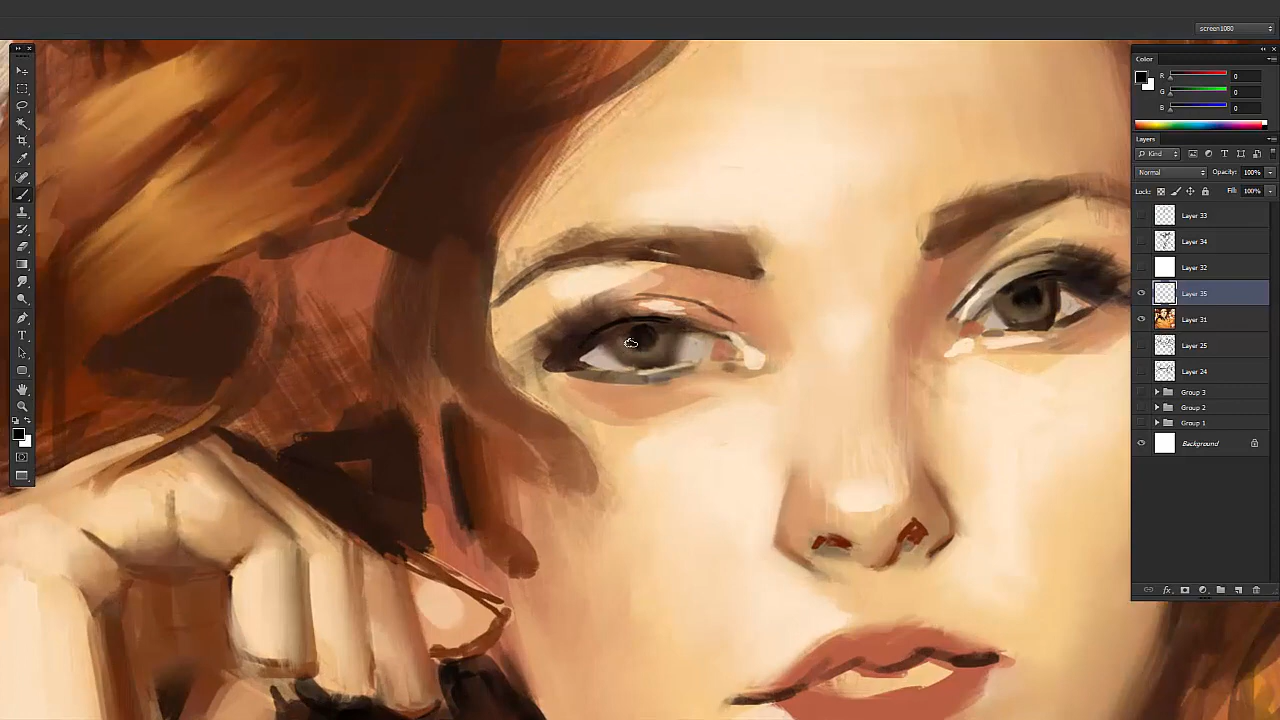 screen1080
Color
R 0
G 0
B 0
Layers
Kind
Normal Opacity: 100%
Lock: Fill: 100%
Layer 33
Layer 34
Layer 32
Layer 35
Layer 31
Layer 25
Layer 24
Group 3
Group 2
Group 1
Background